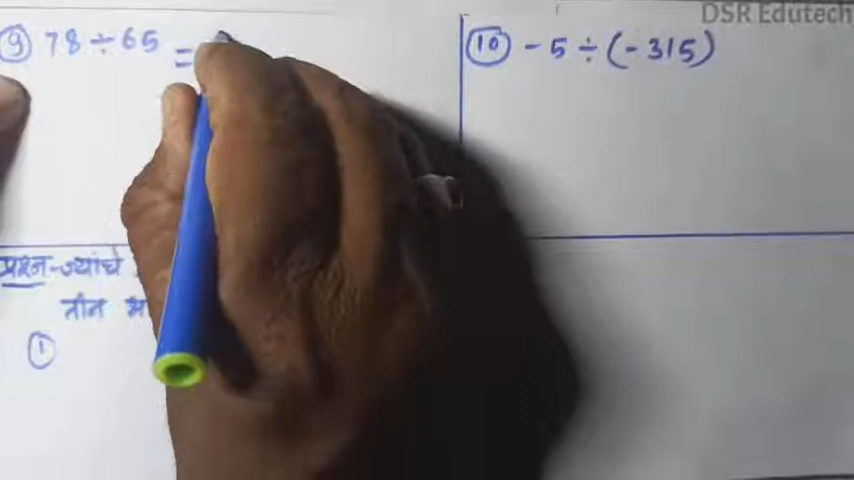 DSR Edutech
⑨ 78 ÷ 65 =
⑩ - 5 ÷ (- 315)
प्रश्न - ज्यांचे
तीन
①